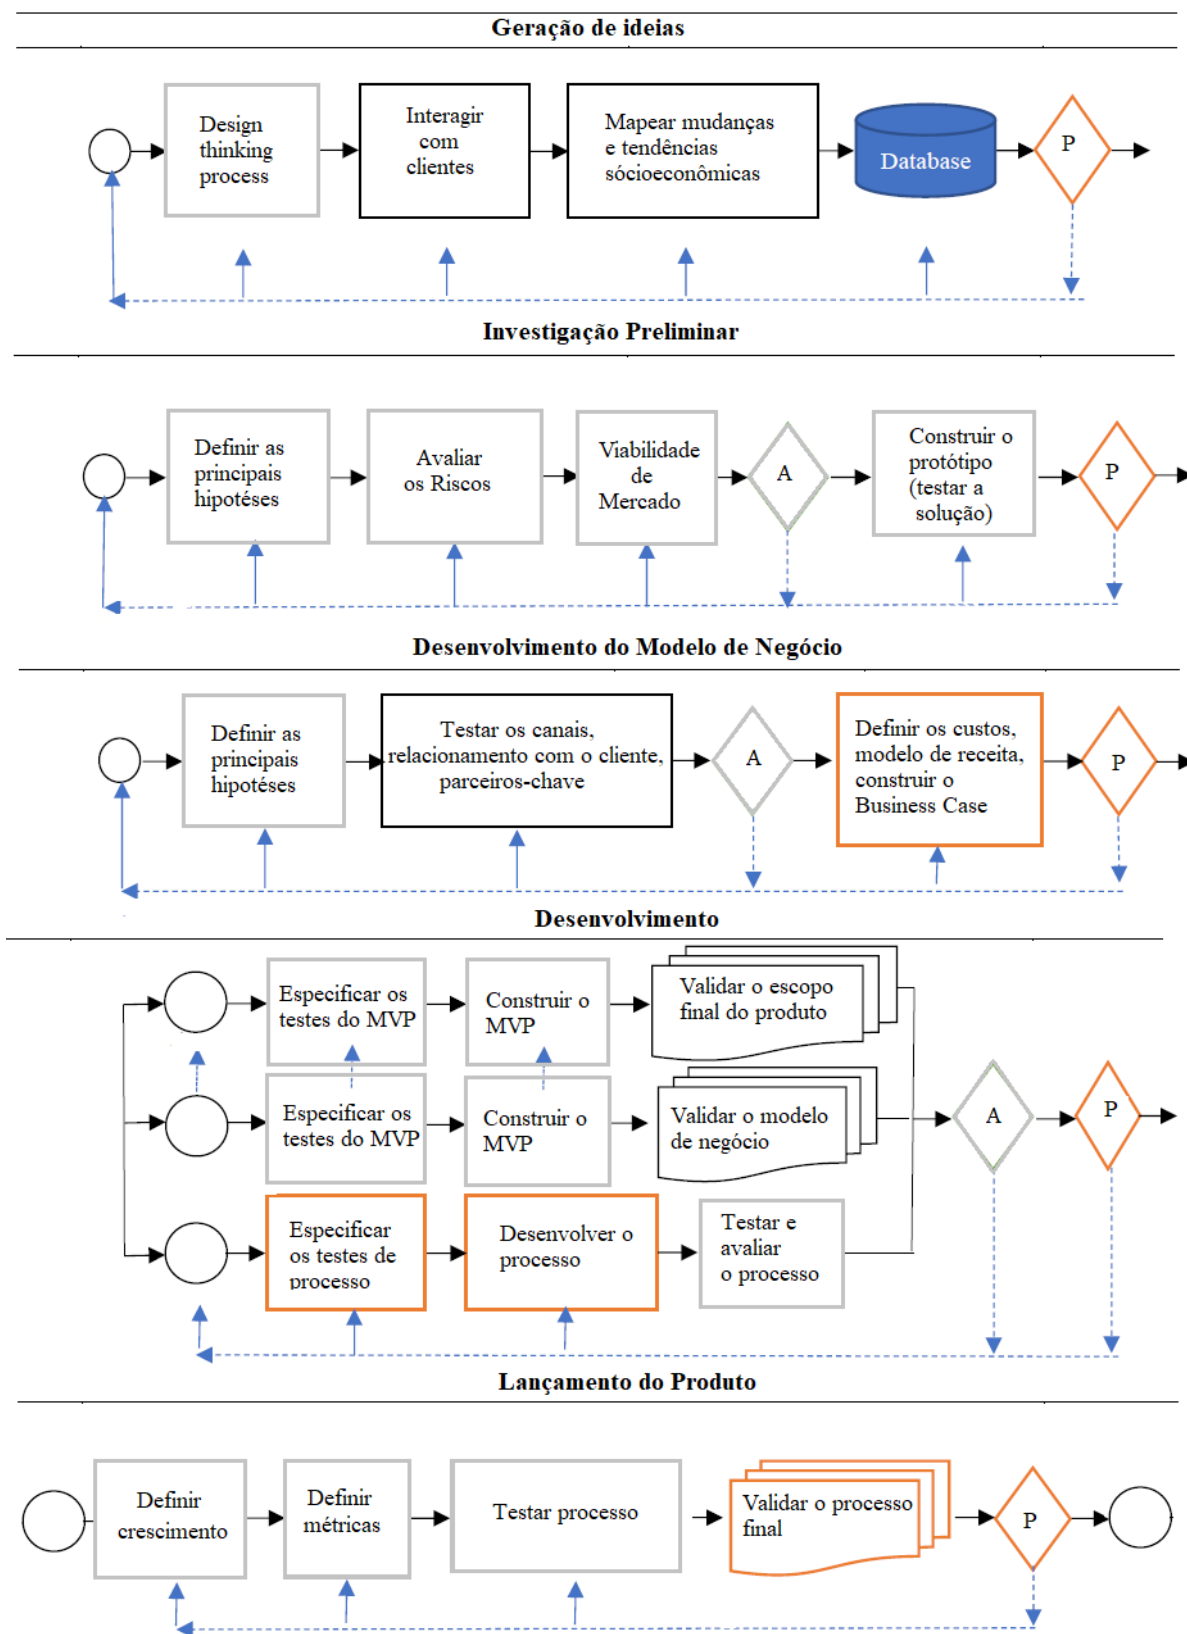 Geração de ideias
Design
thinking
process
Interagir
com
clientes
Mapear mudanças
e tendências
sócioeconômicas
Database
P
Investigação Preliminar
Definir as
principais
hipotéses
Avaliar
os Riscos
Viabilidade
de
Mercado
A
Construir o
protótipo
(testar a
solução)
P
Desenvolvimento do Modelo de Negócio
Definir as
principais
hipotéses
Testar os canais,
relacionamento com o cliente,
parceiros-chave
A
Definir os custos,
modelo de receita,
construir o
Business Case
P
Desenvolvimento
Especificar os
testes do MVP
Construir o
MVP
Validar o escopo
final do produto
Especificar os
testes do MVP
Construir o
MVP
Validar o modelo
de negócio
A
P
Especificar
os testes de
processo
Desenvolver o
processo
Testar e
avaliar
o processo
Lançamento do Produto
Definir
crescimento
Definir
métricas
Testar processo
Validar o processo
final
P